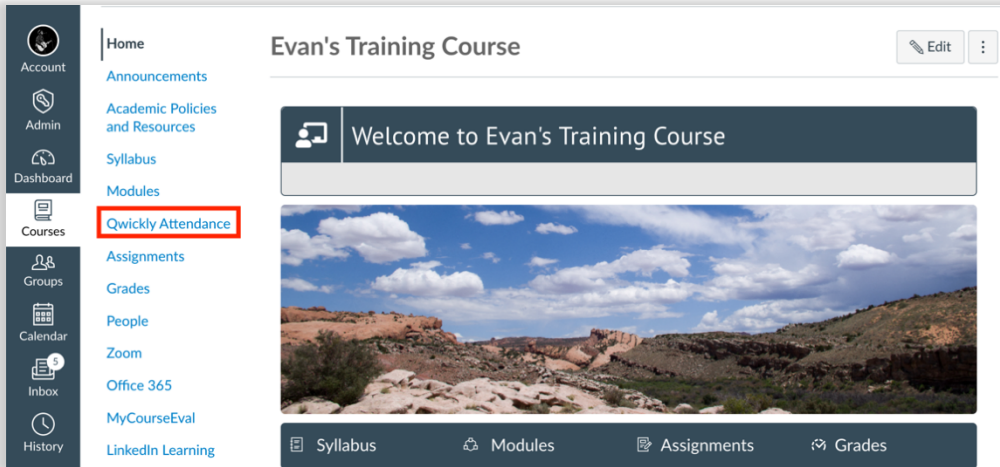 Account
Admin
Dashboard
Courses
Groups
Calendar
5
Inbox
History
Home
Announcements
Academic Policies
and Resources
Syllabus
Modules
Qwickly Attendance
Assignments
Grades
People
Zoom
Office 365
MyCourseEval
LinkedIn Learning
Evan's Training Course
Edit
Welcome to Evan's Training Course
Syllabus
Modules
Assignments
Grades